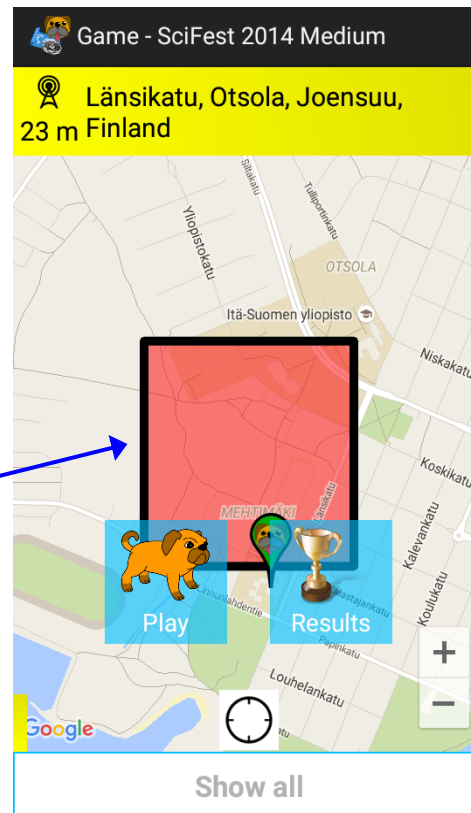 Game - SciFest 2014 Medium
Länsikatu, Otsola, Joensuu,
23 m Finland
Siltakatu
Tulliportinkatu
Yliopistokatu
OTSOLA
Itä-Suomen yliopisto
Niskakatu
Koskikatu
MEHTIMÄKI
Länsikatu
Kalevankatu
Koulukatu
Play
Results
Linnunlahdentie
Papinkatu
Louhelankatu
+
−
Google
Show all